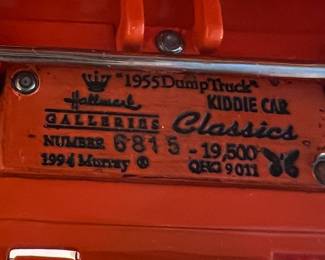 "1955 Dump Truck"
Hallmark KIDDIE CAR
GALLERIES Classics
NUMBER 6815 - 19,500
1994 Murray ® QHG 9011